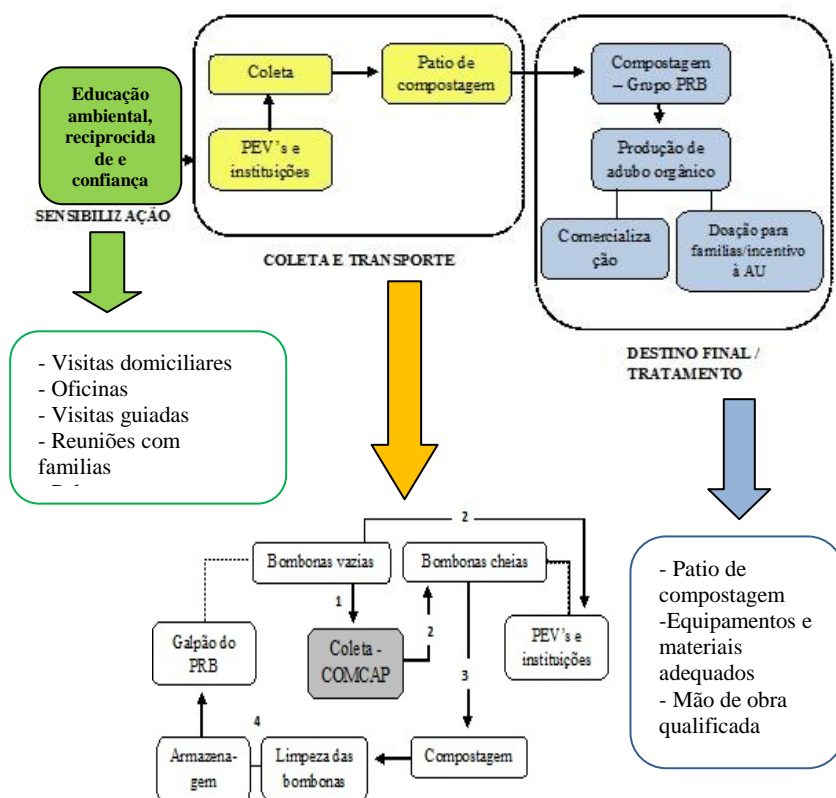 Educação
ambiental,
reciprocida
de e
confiança
SENSIBILIZAÇÃO
Coleta
Patio de
compostagem
PEV's e
instituições
COLETA E TRANSPORTE
Compostagem
– Grupo PRB
Produção de
adubo orgânico
Comercializa
ção
Doação para
familias/incentivo
à AU
DESTINO FINAL /
TRATAMENTO
- Visitas domiciliares
- Oficinas
- Visitas guiadas
- Reuniões com
familias
2
Bombonas vazias
Bombonas cheias
1
2
Galpão do
PRB
Coleta -
COMCAP
PEV's e
instituições
3
4
Armazena-
gem
Limpeza das
bombonas
Compostagem
- Patio de
compostagem
-Equipamentos e
materiais
adequados
- Mão de obra
qualificada